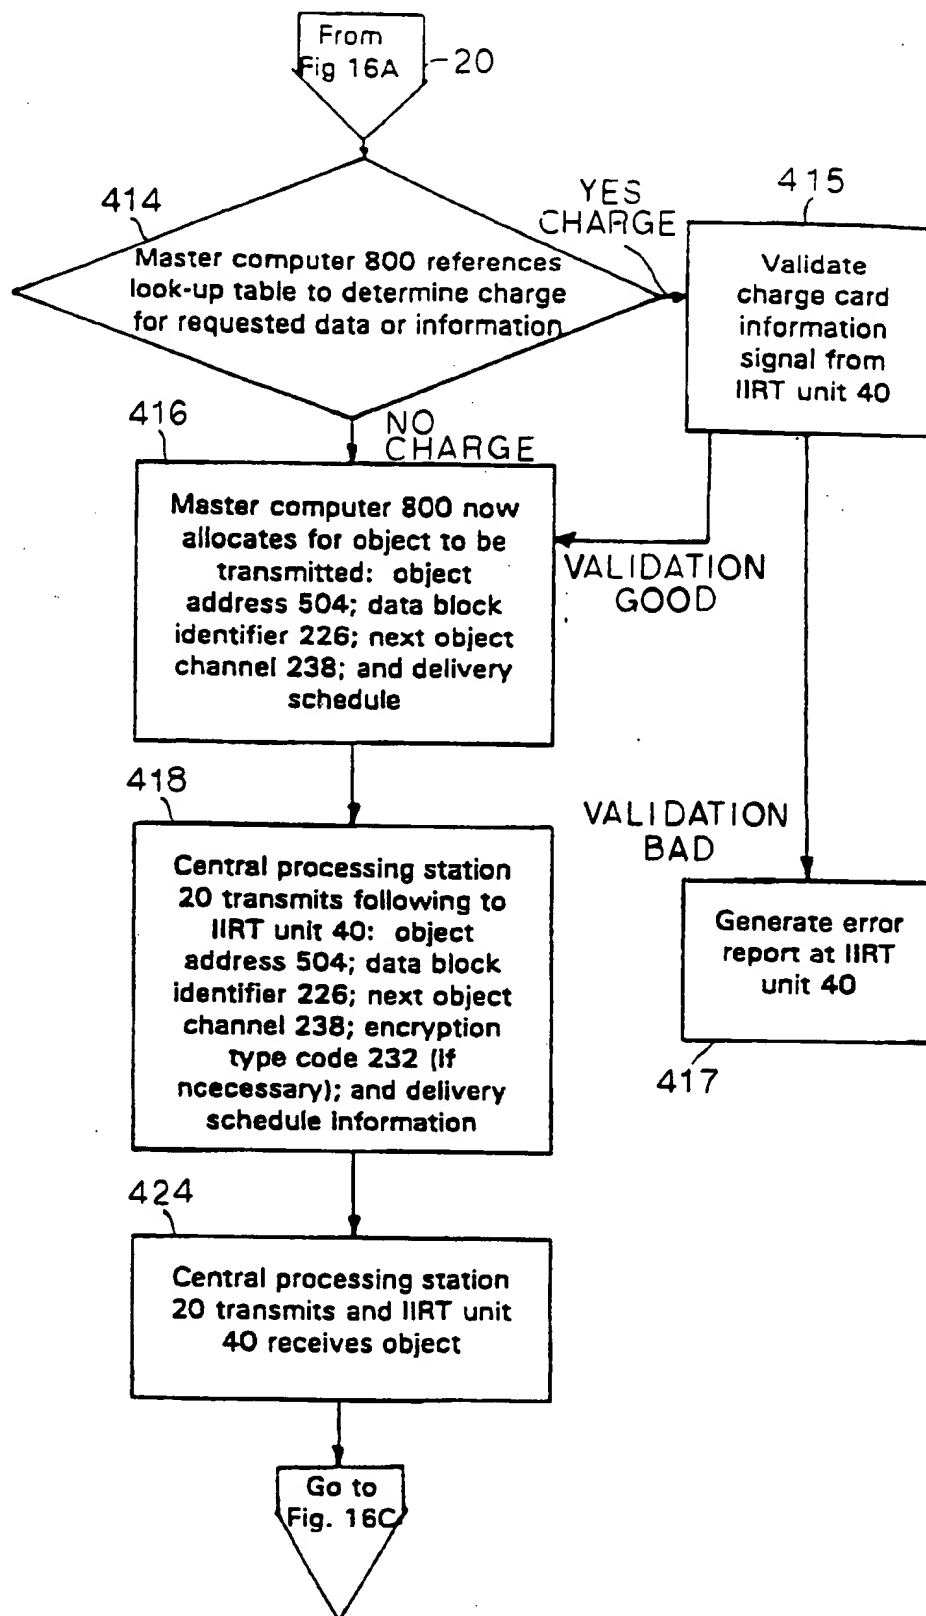 From
Fig 16A
20
414
YES
CHARGE
415
Master computer 800 references
look-up table to determine charge
for requested data or information
Validate
charge card
information
signal from
IIRT unit 40
416
NO
CHARGE
Master computer 800 now
allocates for object to be
transmitted: object
address 504; data block
identifier 226; next object
channel 238; and delivery
schedule
VALIDATION
GOOD
418
VALIDATION
BAD
Central processing station
20 transmits following to
IIRT unit 40: object
address 504; data block
identifier 226; next object
channel 238; encryption
type code 232 (if
ncecessary); and delivery
schedule information
Generate error
report at IIRT
unit 40
417
424
Central processing station
20 transmits and IIRT unit
40 receives object
Go to
Fig. 16C